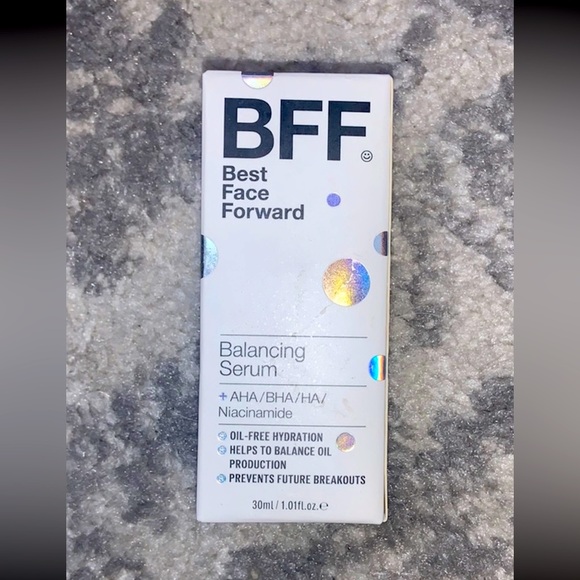 BFF
Best
Face
Forward
Balancing
Serum
+ AHA/BHA/HA/
Niacinamide
OIL-FREE HYDRATION
HELPS TO BALANCE OIL
PRODUCTION
PREVENTS FUTURE BREAKOUTS
30ml/1.01fl.oz.℮